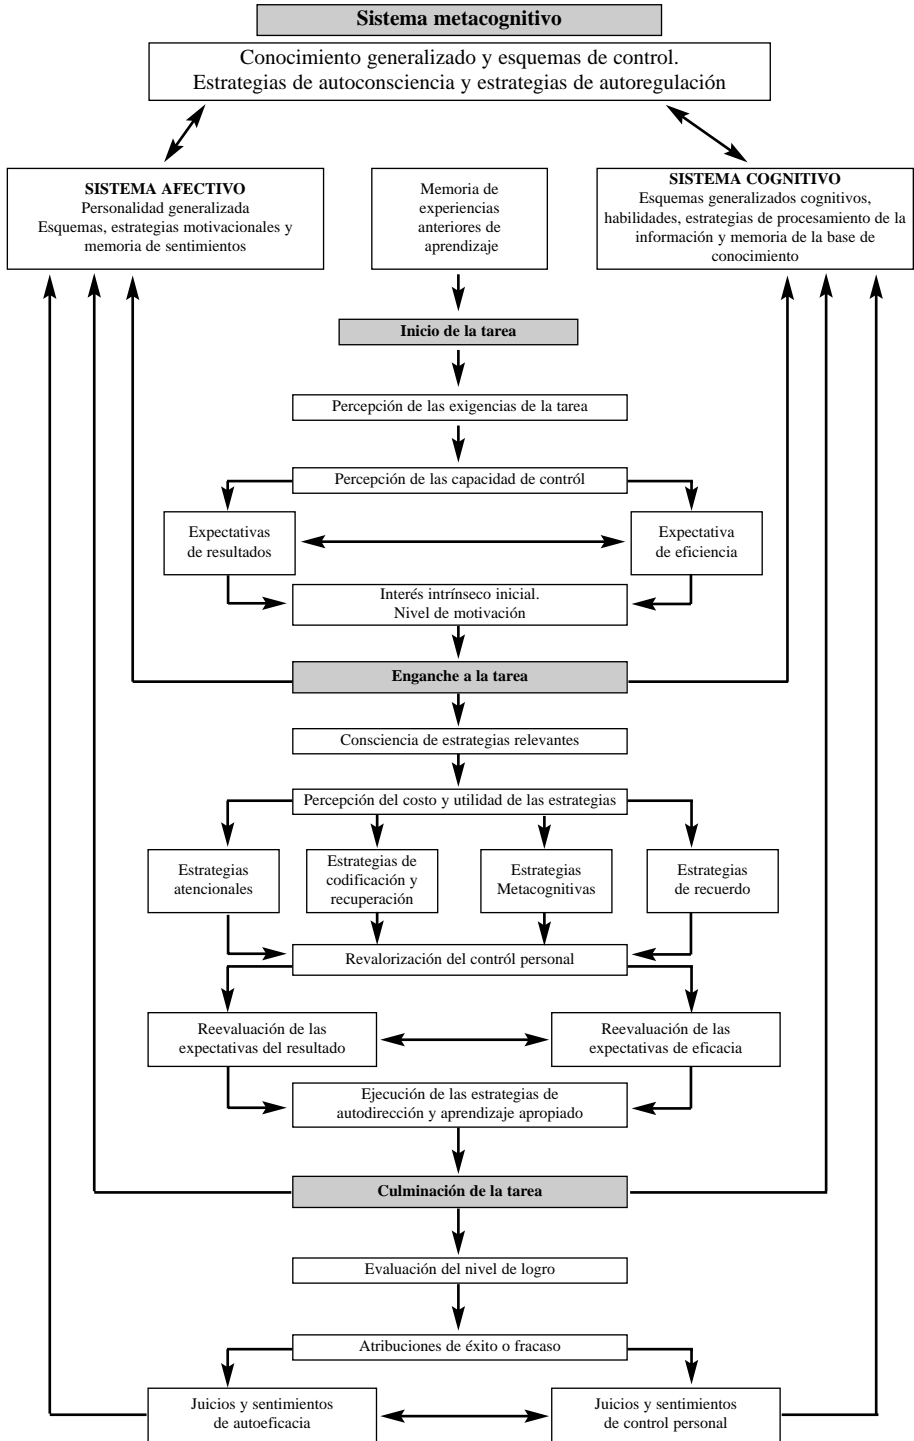 Sistema metacognitivo
Conocimiento generalizado y esquemas de control.
Estrategias de autoconsciencia y estrategias de autoregulación
SISTEMA AFECTIVO
Personalidad generalizada
Esquemas, estrategias motivacionales y
memoria de sentimientos
Memoria de
experiencias
anteriores de
aprendizaje
SISTEMA COGNITIVO
Esquemas generalizados cognitivos,
habilidades, estrategias de procesamiento de la
información y memoria de la base de
conocimiento
Inicio de la tarea
Percepción de las exigencias de la tarea
Percepción de las capacidad de contról
Expectativas
de resultados
Expectativa
de eficiencia
Interés intrínseco inicial.
Nivel de motivación
Enganche a la tarea
Consciencia de estrategias relevantes
Percepción del costo y utilidad de las estrategias
Estrategias
atencionales
Estrategias de
codificación y
recuperación
Estrategias
Metacognitivas
Estrategias
de recuerdo
Revalorización del contról personal
Reevaluación de las
expectativas del resultado
Reevaluación de las
expectativas de eficacia
Ejecución de las estrategias de
autodirección y aprendizaje apropiado
Culminación de la tarea
Evaluación del nivel de logro
Atribuciones de éxito o fracaso
Juicios y sentimientos
de autoeficacia
Juicios y sentimientos
de control personal